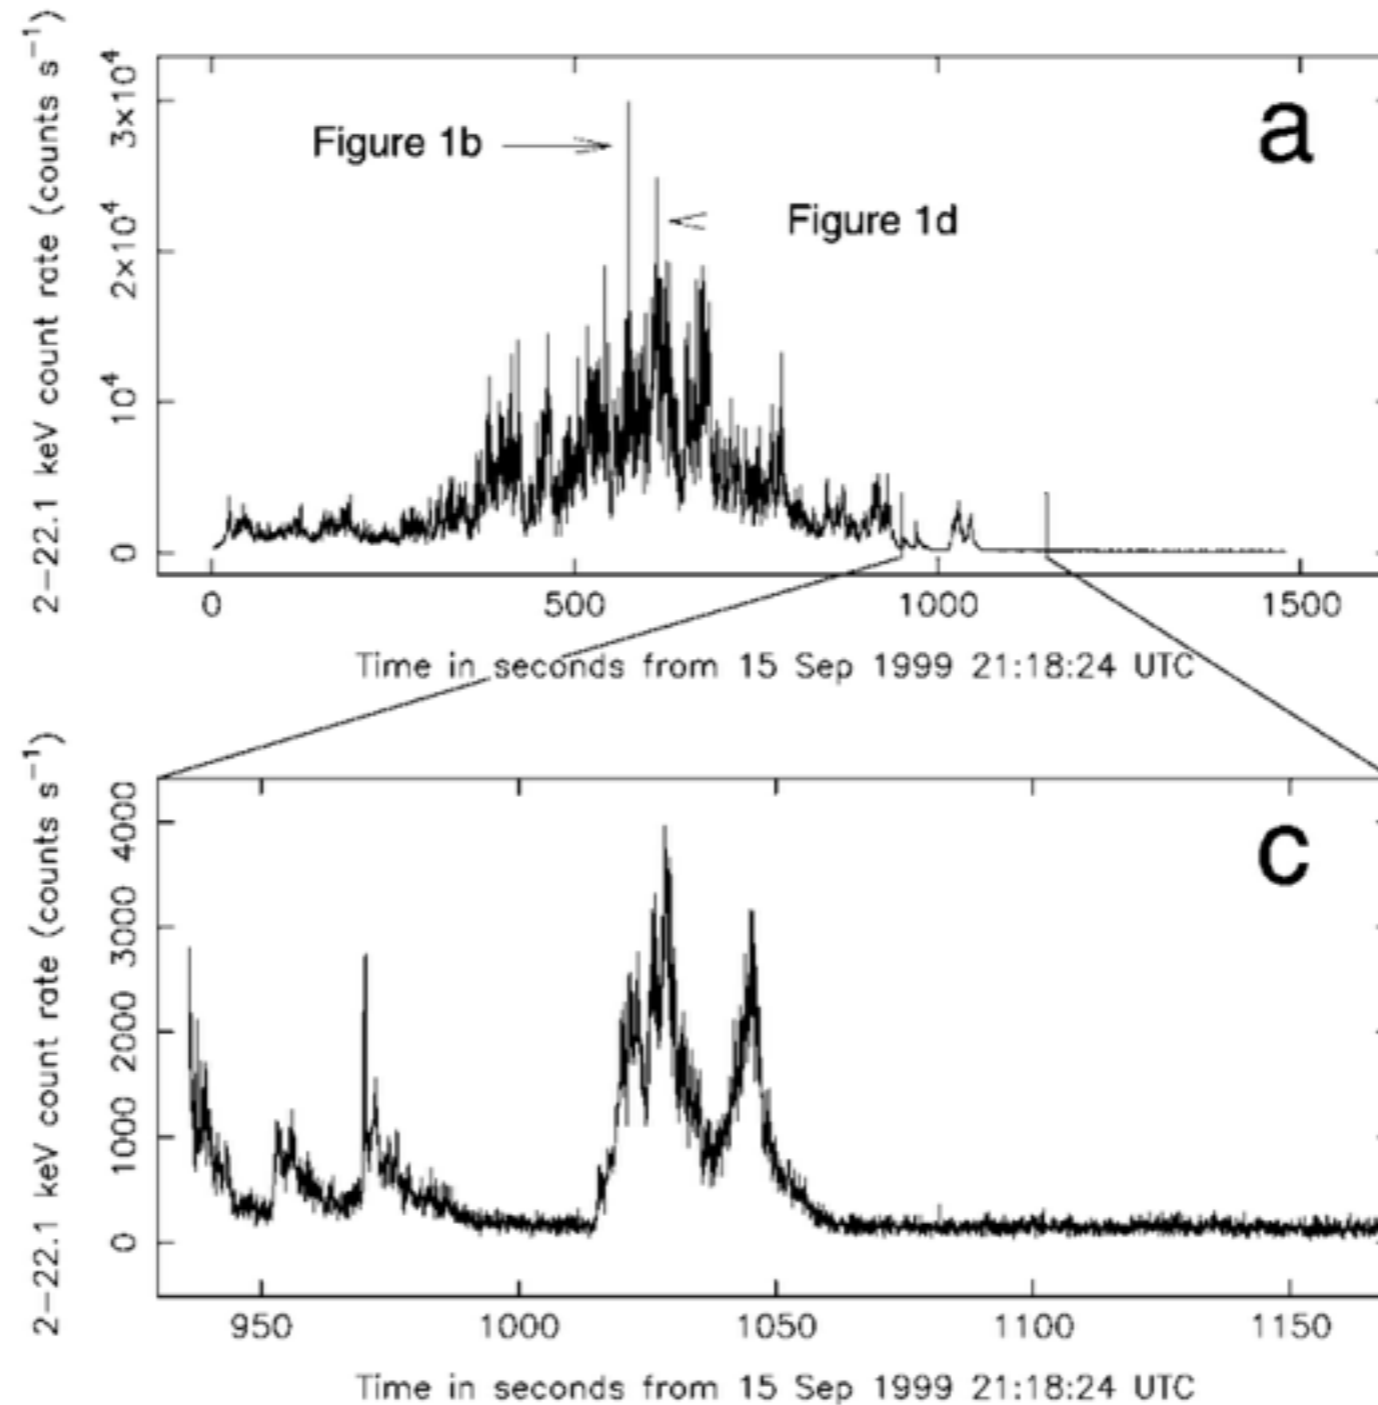 2−22.1 keV count rate (counts s⁻¹)
3×10⁴
2×10⁴
10⁴
0
a
Figure 1b
Figure 1d
0 500 1000 1500
Time in seconds from 15 Sep 1999 21:18:24 UTC
2−22.1 keV count rate (counts s⁻¹)
4000
3000
2000
1000
0
c
950 1000 1050 1100 1150
Time in seconds from 15 Sep 1999 21:18:24 UTC